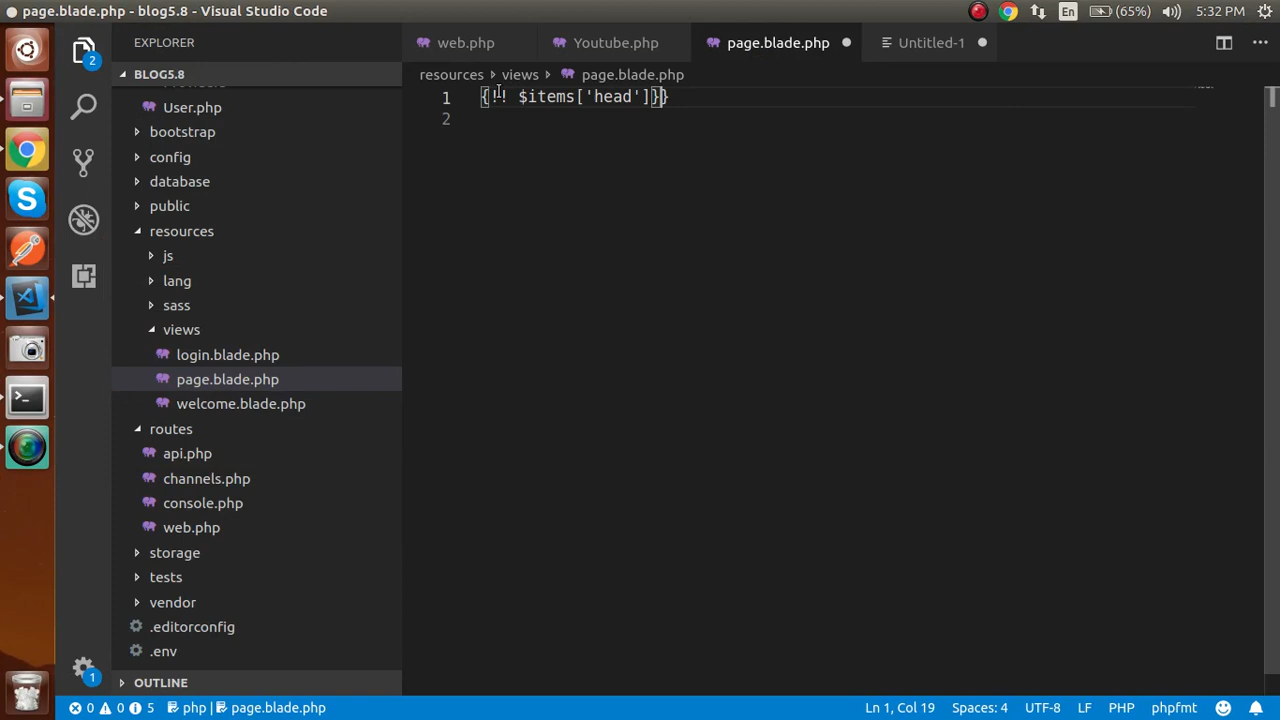 page.blade.php - blog5.8 - Visual Studio Code
En
(65%)
5:32 PM
EXPLORER
web.php
Youtube.php
page.blade.php
Untitled-1
BLOG5.8
resources
views
page.blade.php
1
{!! $items['head']}}
2
User.php
bootstrap
config
database
public
resources
js
lang
sass
views
login.blade.php
page.blade.php
welcome.blade.php
routes
api.php
channels.php
console.php
web.php
storage
tests
vendor
.editorconfig
.env
OUTLINE
2
1
0
0
5
php
page.blade.php
Ln 1, Col 19
Spaces: 4
UTF-8
LF
PHP
phpfmt